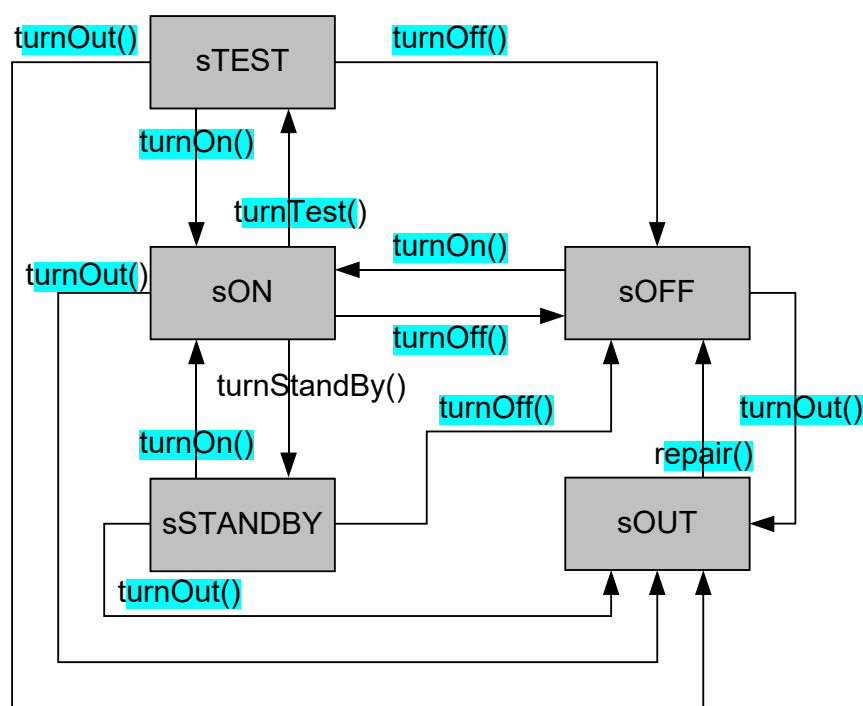 turnOut()
sTEST
turnOff()
turnOn()
turnTest()
turnOut()
sON
turnOn()
sOFF
turnOff()
turnStandBy()
turnOff()
turnOut()
turnOn()
repair()
sSTANDBY
sOUT
turnOut()